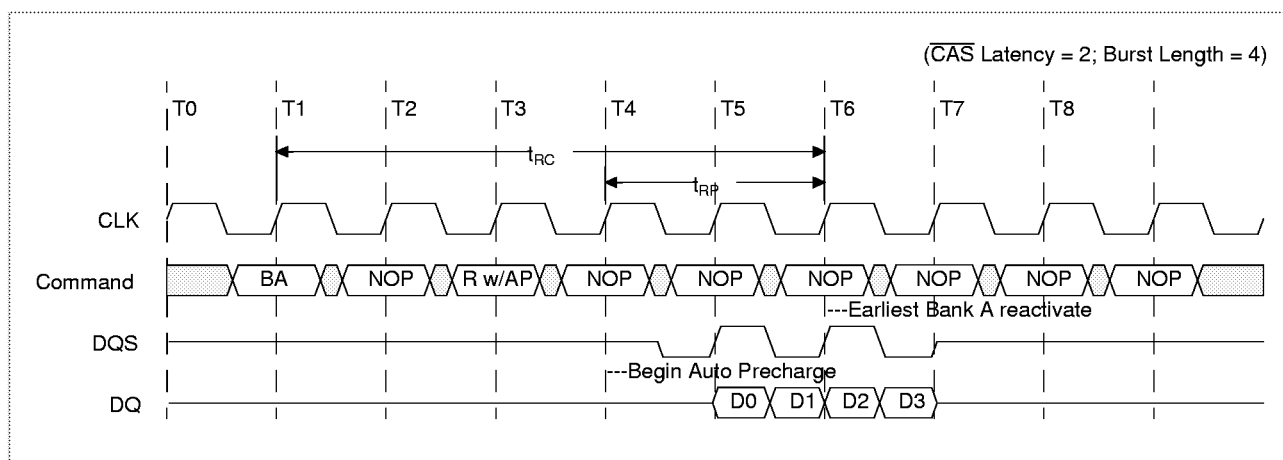 (CAS Latency = 2; Burst Length = 4)
T0 T1 T2 T3 T4 T5 T6 T7 T8
tRC
tRP
CLK
Command BA NOP R w/AP NOP NOP NOP NOP NOP NOP
---Earliest Bank A reactivate
DQS
---Begin Auto Precharge
DQ D0 D1 D2 D3